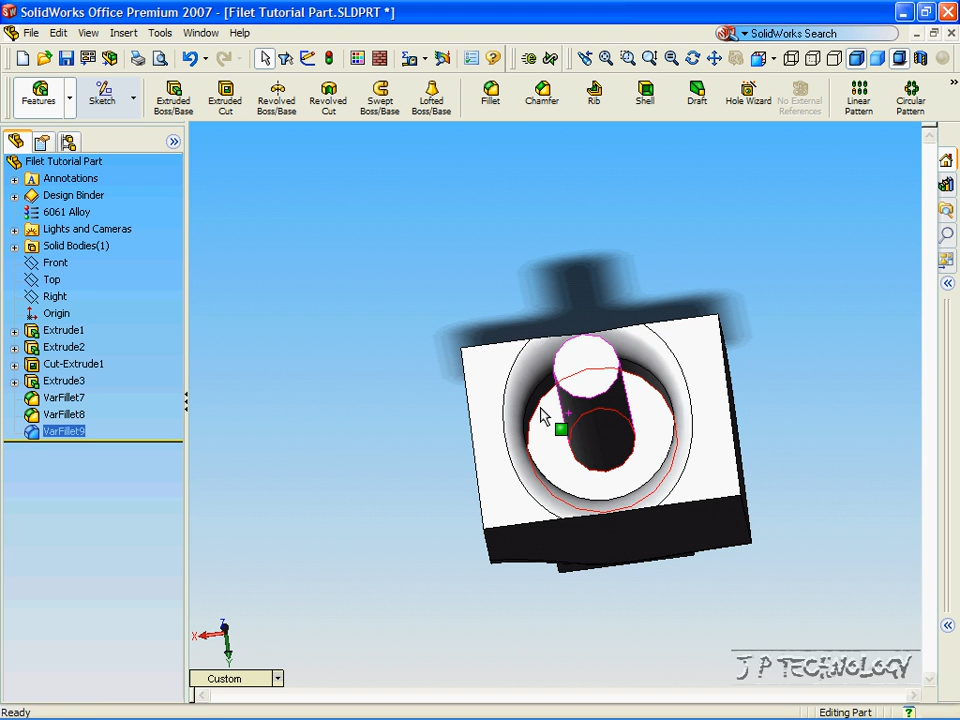 SolidWorks Office Premium 2007 - [Filet Tutorial Part.SLDPRT *]
File Edit View Insert Tools Window Help SolidWorks Search
Features Sketch Extruded Boss/Base Extruded Cut Revolved Boss/Base Revolved Cut Swept Boss/Base Lofted Boss/Base Fillet Chamfer Rib Shell Draft Hole Wizard No External References Linear Pattern Circular Pattern
Filet Tutorial Part
Annotations
Design Binder
6061 Alloy
Lights and Cameras
Solid Bodies(1)
Front
Top
Right
Origin
Extrude1
Extrude2
Cut-Extrude1
Extrude3
VarFillet7
VarFillet8
VarFillet9
Z
X
Y
Custom
J P TECHNOLOGY
Ready Editing Part